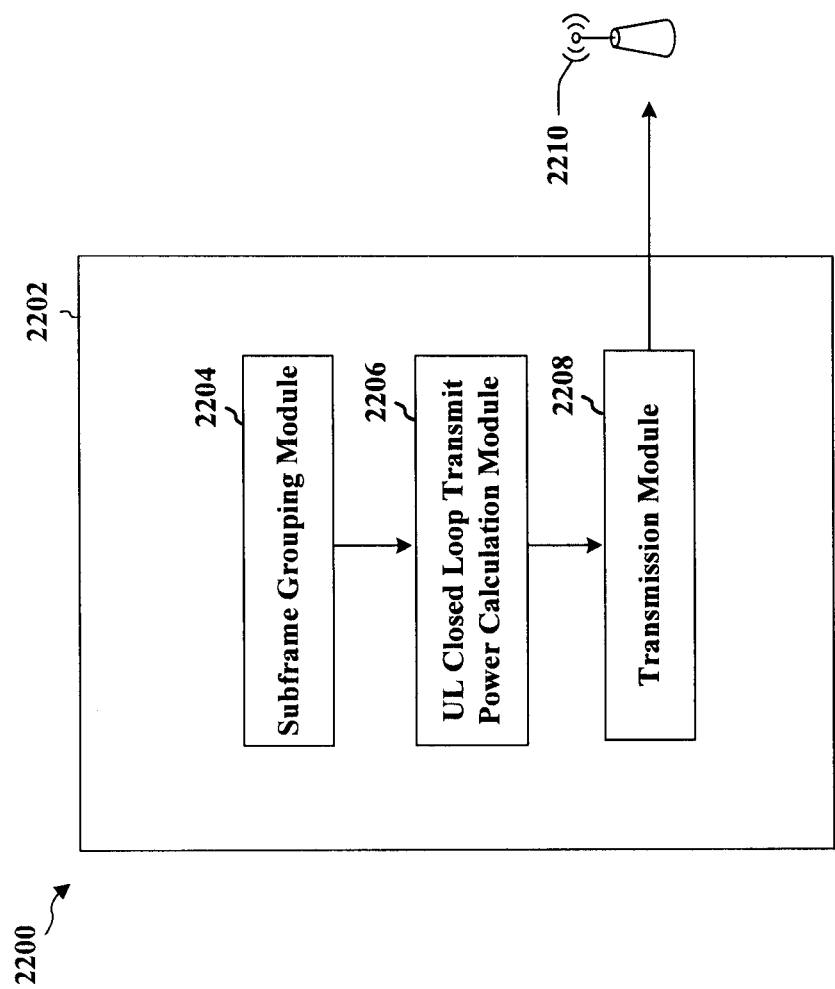 2200
2202
2204
Subframe Grouping Module
2206
UL Closed Loop Transmit
Power Calculation Module
2208
Transmission Module
2210